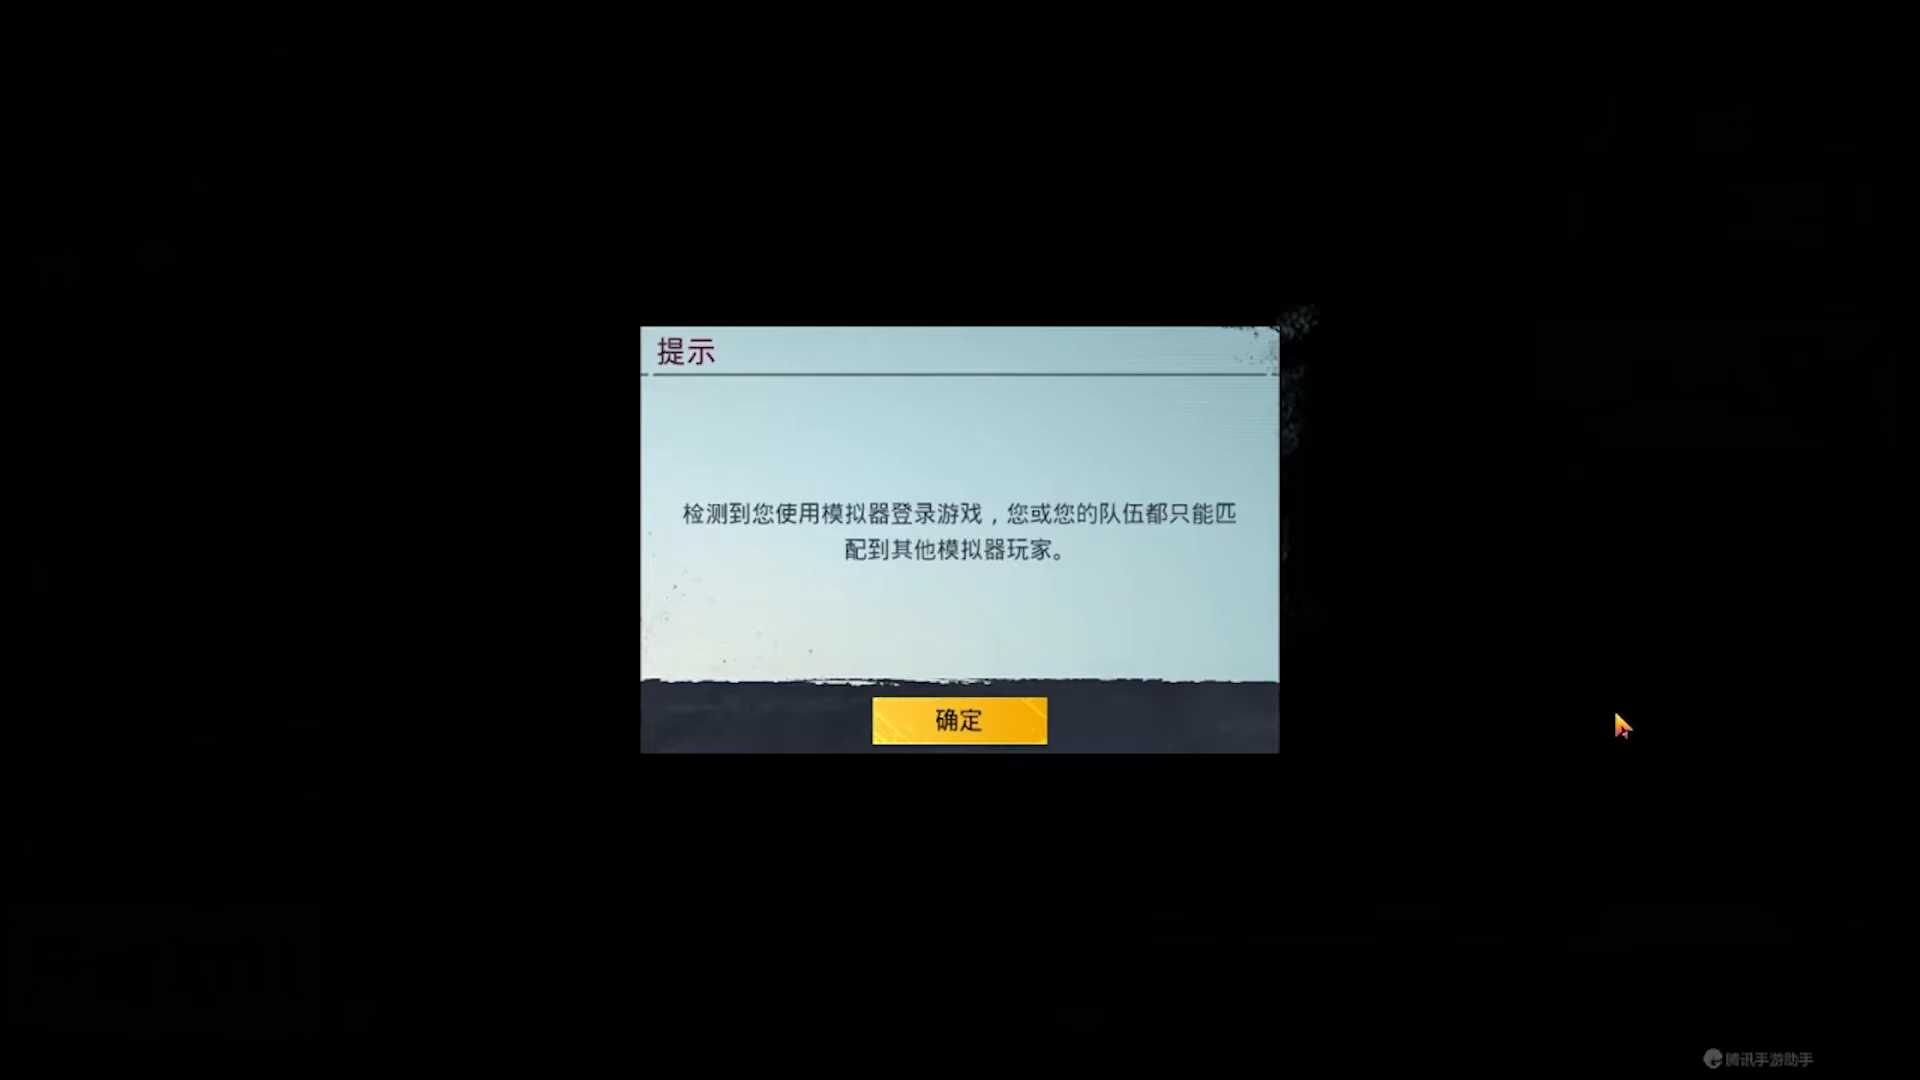 提示
检测到您使用模拟器登录游戏，您或您的队伍都只能匹
配到其他模拟器玩家。
确定
腾讯手游助手